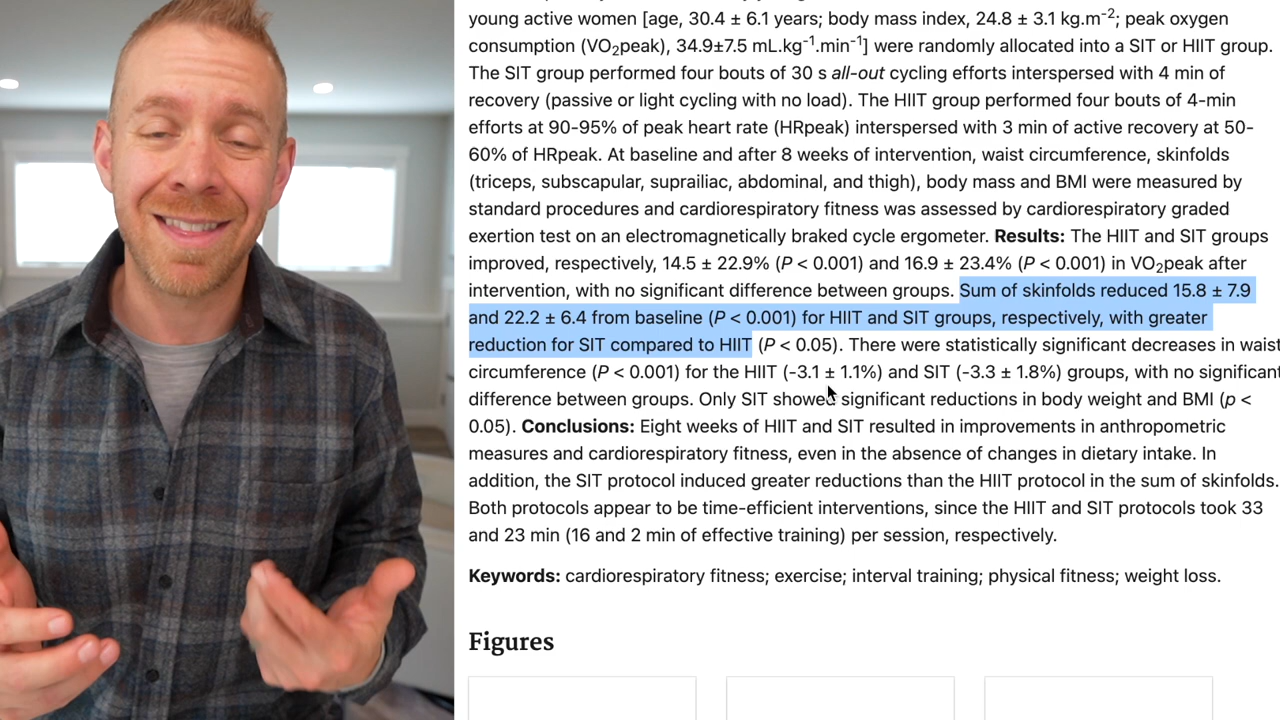 young active women [age, 30.4 ± 6.1 years; body mass index, 24.8 ± 3.1 kg.m-2; peak oxygen
consumption (VO2peak), 34.9±7.5 mL.kg-1.min-1] were randomly allocated into a SIT or HIIT group.
The SIT group performed four bouts of 30 s all-out cycling efforts interspersed with 4 min of
recovery (passive or light cycling with no load). The HIIT group performed four bouts of 4-min
efforts at 90-95% of peak heart rate (HRpeak) interspersed with 3 min of active recovery at 50-
60% of HRpeak. At baseline and after 8 weeks of intervention, waist circumference, skinfolds
(triceps, subscapular, suprailiac, abdominal, and thigh), body mass and BMI were measured by
standard procedures and cardiorespiratory fitness was assessed by cardiorespiratory graded
exertion test on an electromagnetically braked cycle ergometer. Results: The HIIT and SIT groups
improved, respectively, 14.5 ± 22.9% (P < 0.001) and 16.9 ± 23.4% (P < 0.001) in VO2peak after
intervention, with no significant difference between groups. Sum of skinfolds reduced 15.8 ± 7.9
and 22.2 ± 6.4 from baseline (P < 0.001) for HIIT and SIT groups, respectively, with greater
reduction for SIT compared to HIIT (P < 0.05). There were statistically significant decreases in waist
circumference (P < 0.001) for the HIIT (-3.1 ± 1.1%) and SIT (-3.3 ± 1.8%) groups, with no significant
difference between groups. Only SIT showed significant reductions in body weight and BMI (p <
0.05). Conclusions: Eight weeks of HIIT and SIT resulted in improvements in anthropometric
measures and cardiorespiratory fitness, even in the absence of changes in dietary intake. In
addition, the SIT protocol induced greater reductions than the HIIT protocol in the sum of skinfolds.
Both protocols appear to be time-efficient interventions, since the HIIT and SIT protocols took 33
and 23 min (16 and 2 min of effective training) per session, respectively.
Keywords: cardiorespiratory fitness; exercise; interval training; physical fitness; weight loss.
Figures